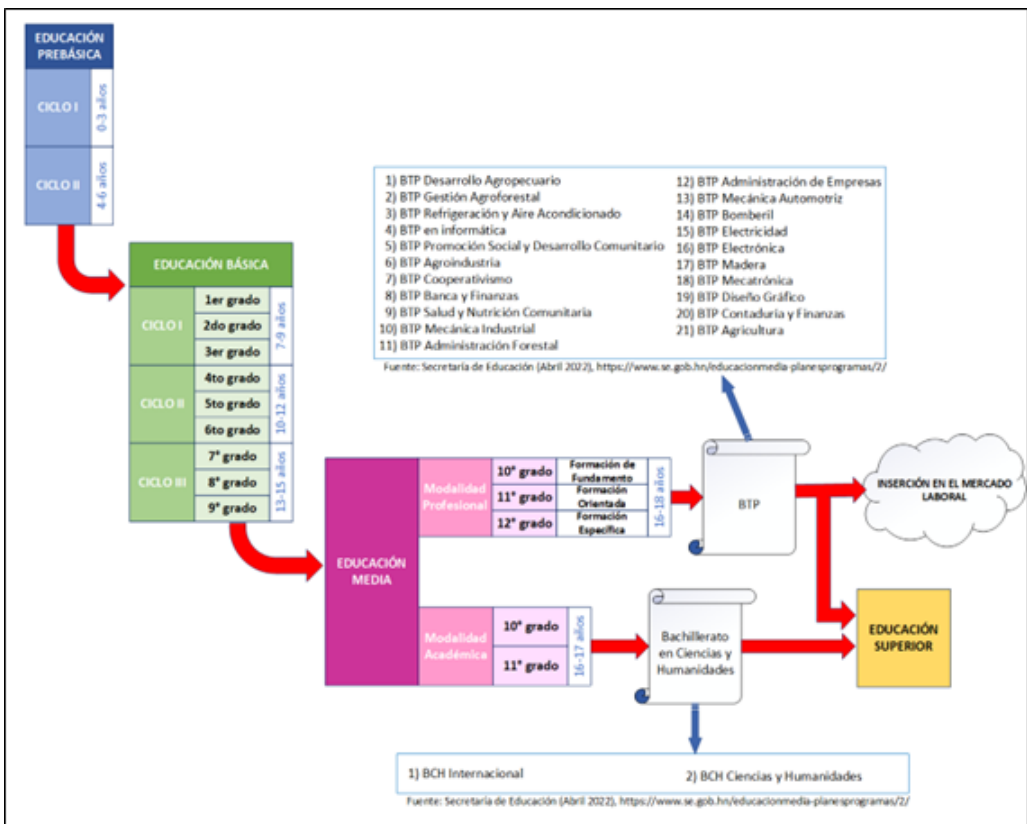 EDUCACIÓN
PREBÁSICA
CICLO I
0-3 años
CICLO II
4-6 años
EDUCACIÓN BÁSICA
CICLO I
1er grado
2do grado
3er grado
7-9 años
CICLO II
4to grado
5to grado
6to grado
10-12 años
CICLO III
7° grado
8° grado
9° grado
13-15 años
1) BTP Desarrollo Agropecuario
2) BTP Gestión Agroforestal
3) BTP Refrigeración y Aire Acondicionado
4) BTP en informática
5) BTP Promoción Social y Desarrollo Comunitario
6) BTP Agroindustria
7) BTP Cooperativismo
8) BTP Banca y Finanzas
9) BTP Salud y Nutrición Comunitaria
10) BTP Mecánica Industrial
11) BTP Administración Forestal
12) BTP Administración de Empresas
13) BTP Mecánica Automotriz
14) BTP Bomberil
15) BTP Electricidad
16) BTP Electrónica
17) BTP Madera
18) BTP Mecatrónica
19) BTP Diseño Gráfico
20) BTP Contaduría y Finanzas
21) BTP Agricultura
Fuente: Secretaría de Educación (Abril 2022), https://www.se.gob.hn/educacionmedia-planesprogramas/2/
EDUCACIÓN
MEDIA
Modalidad
Profesional
10° grado
Formación de
Fundamento
11° grado
Formación
Orientada
12° grado
Formación
Específica
16-18 años
BTP
INSERCIÓN EN EL MERCADO
LABORAL
Modalidad
Académica
10° grado
11° grado
16-17 años
Bachillerato
en Ciencias y
Humanidades
EDUCACIÓN
SUPERIOR
1) BCH Internacional
2) BCH Ciencias y Humanidades
Fuente: Secretaría de Educación (Abril 2022), https://www.se.gob.hn/educacionmedia-planesprogramas/2/